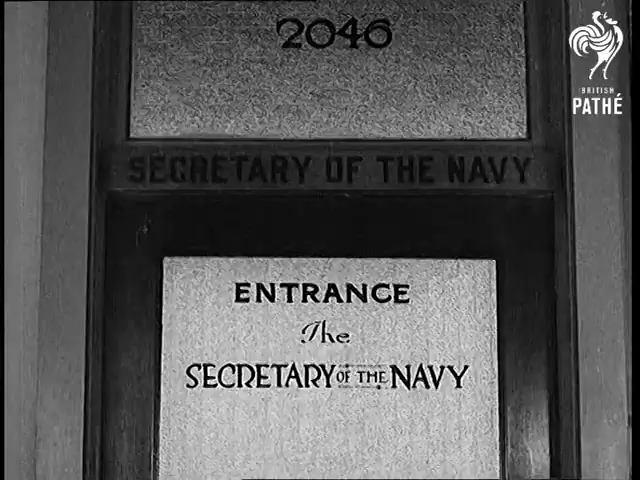 2046
BRITISH
PATHÉ
SECRETARY OF THE NAVY
ENTRANCE
The
SECRETARY OF THE NAVY